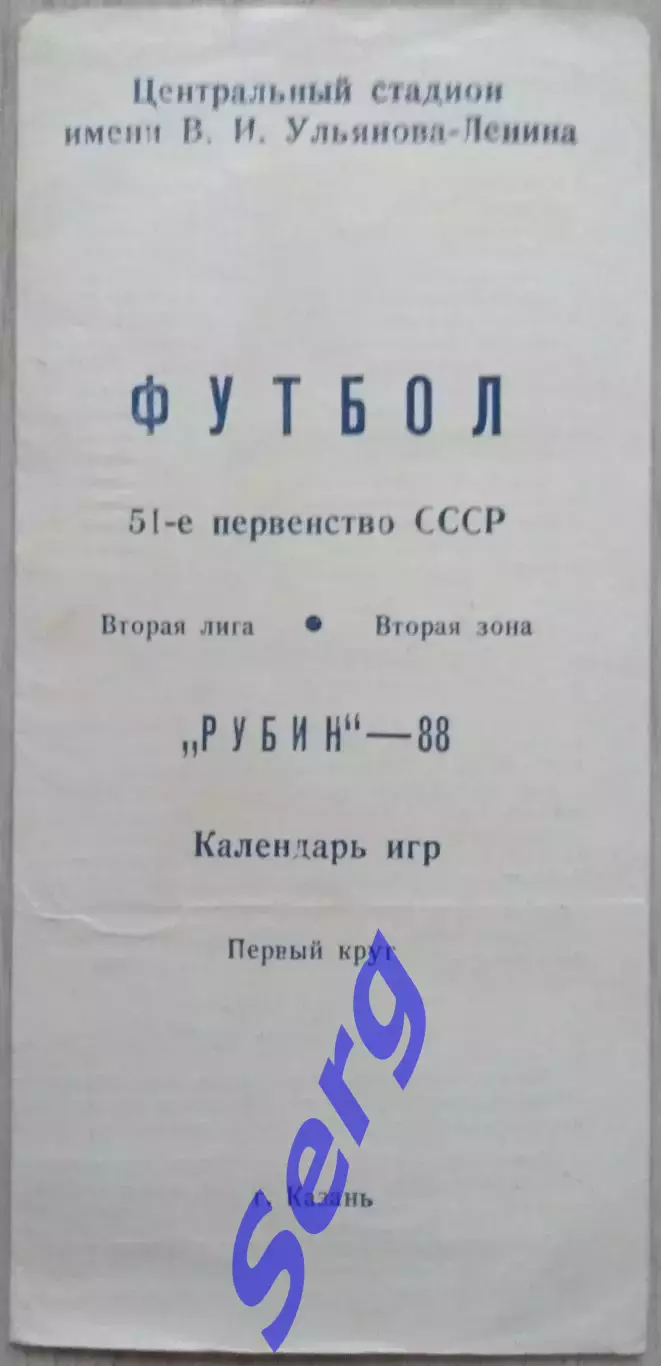 Центральный стадион
имени В. И. Ульянова-Ленина
ФУТБОЛ
51-е первенство СССР
Вторая лига ● Вторая зона
„РУБИН“—88
Календарь игр
Первый круг
г. Казань
Serg